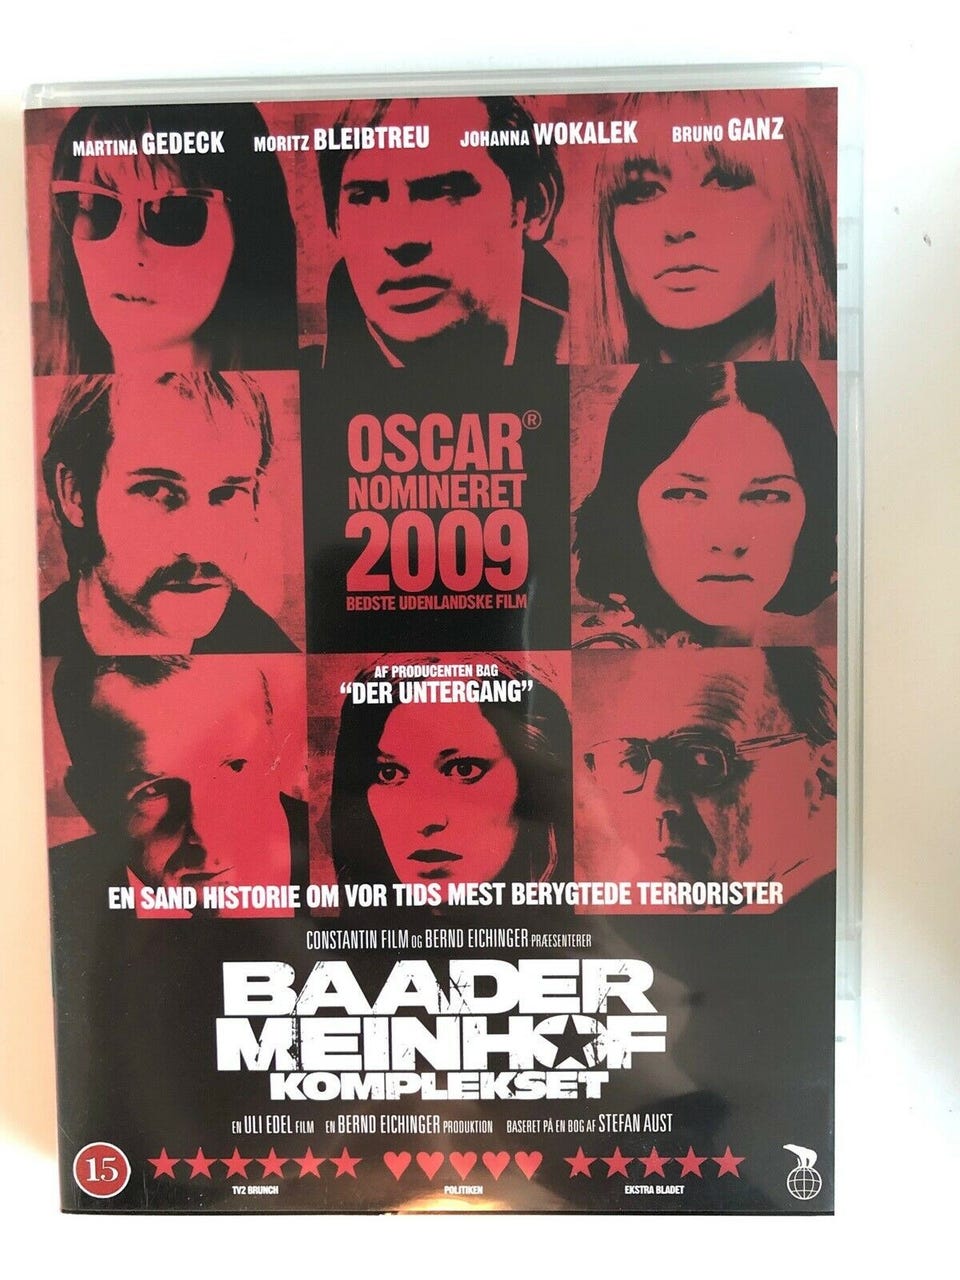 MARTINA GEDECK MORITZ BLEIBTREU JOHANNA WOKALEK BRUNO GANZ
OSCAR®
NOMINERET
2009
BEDSTE UDENLANDSKE FILM
AF PRODUCENTEN BAG
“DER UNTERGANG”
EN SAND HISTORIE OM VOR TIDS MEST BERYGTEDE TERRORISTER
CONSTANTIN FILM OG BERND EICHINGER PRÆSENTERER
BAADER
MEINHOF
KOMPLEKSET
EN ULI EDEL FILM EN BERND EICHINGER PRODUKTION BASERET PÅ EN BOG AF STEFAN AUST
15
TV2 BRUNCH POLITIKEN EKSTRA BLADET